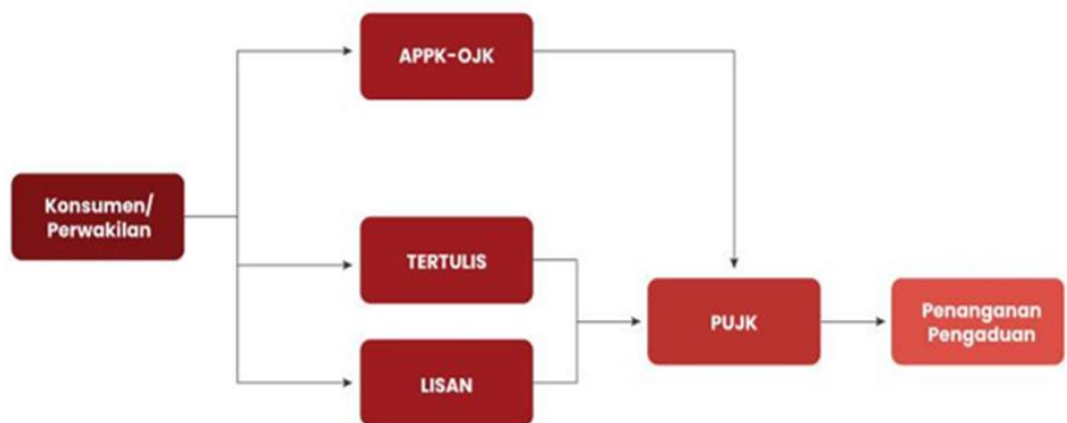 APPK-OJK
Konsumen/
Perwakilan
TERTULIS
LISAN
PUJK
Penanganan
Pengaduan